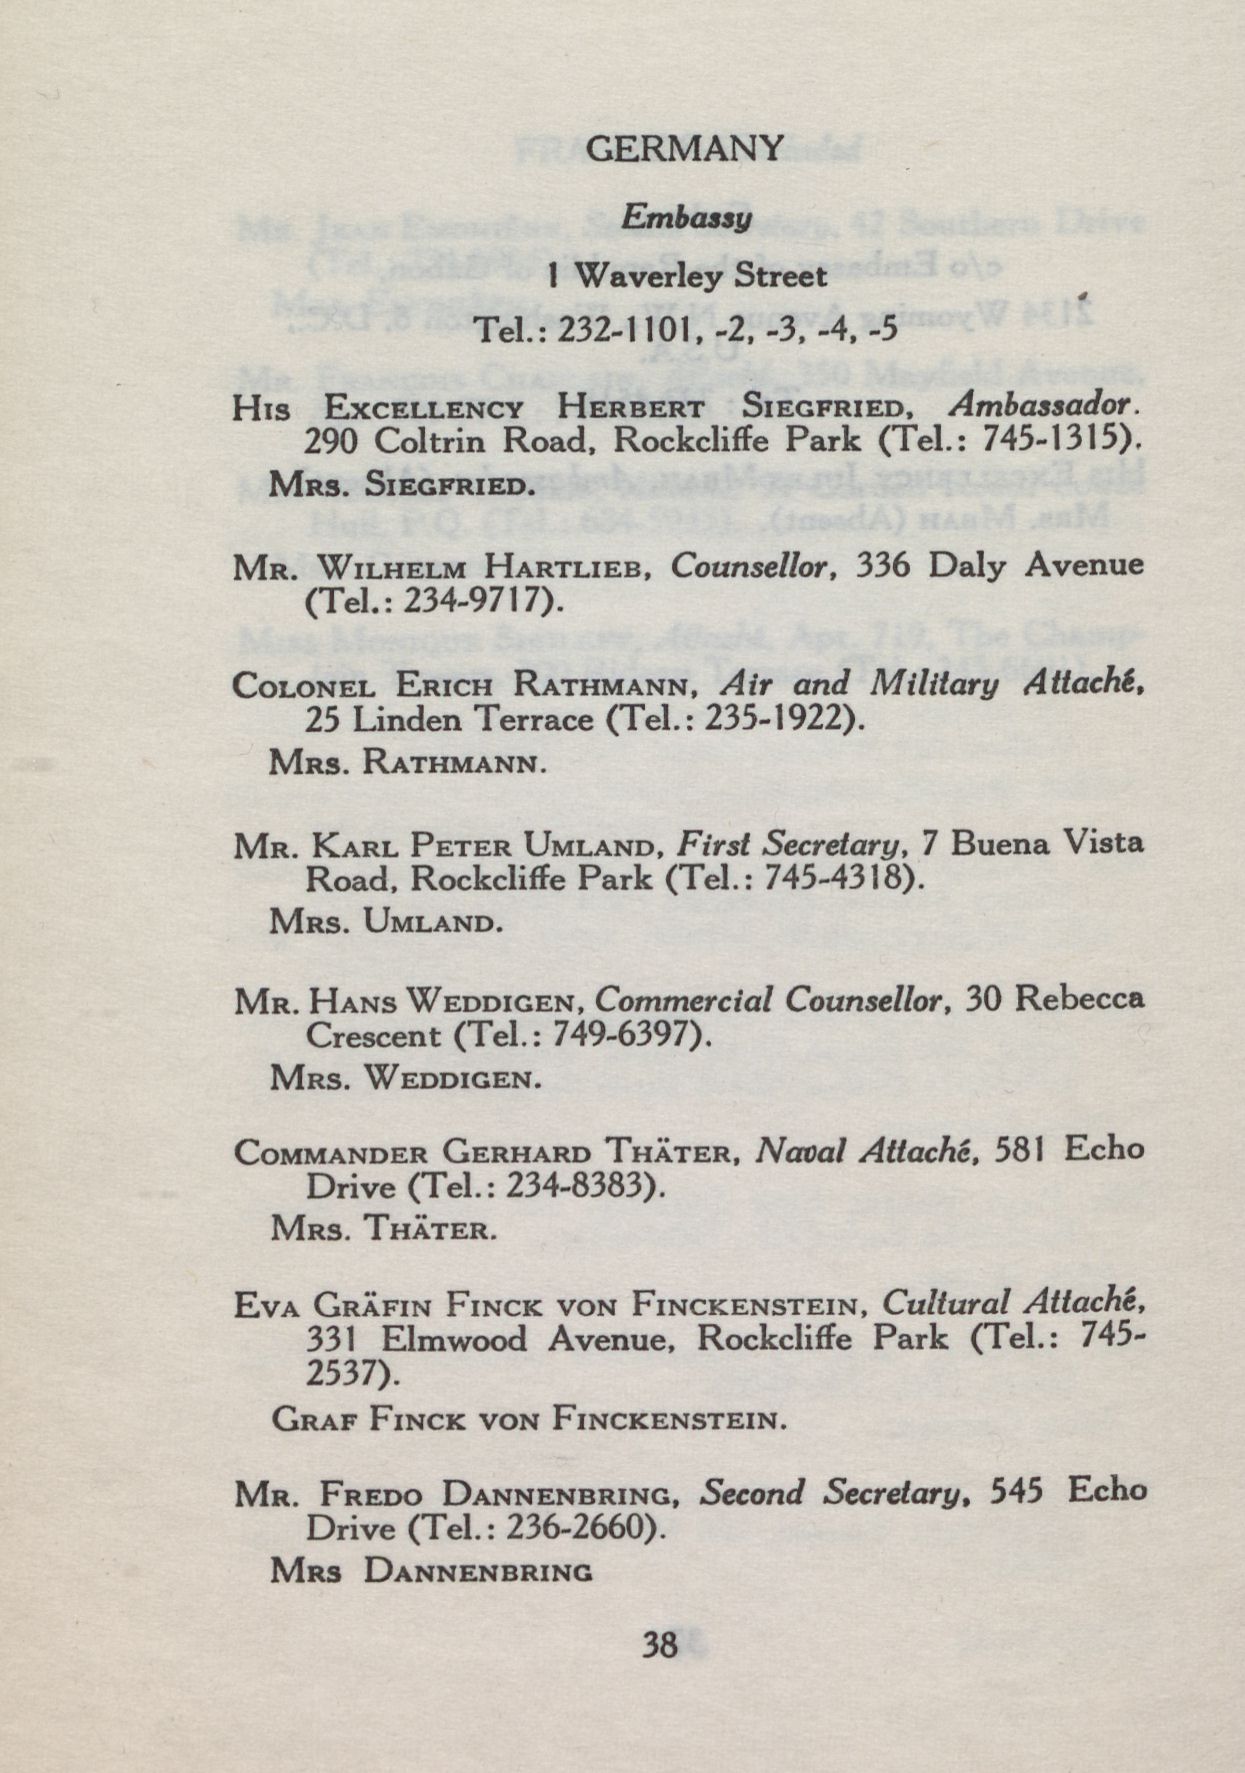 GERMANY
Embassy
1 Waverley Street
Tel.: 232-1101, -2, -3, -4, -5
His Excellency Herbert Siegfried, Ambassador.
290 Coltrin Road, Rockcliffe Park (Tel.: 745-1315).
Mrs. Siegfried.
Mr. Wilhelm Hartlieb, Counsellor, 336 Daly Avenue
(Tel.: 234-9717).
Colonel Erich Rathmann, Air and Military Attaché,
25 Linden Terrace (Tel.: 235-1922).
Mrs. Rathmann.
Mr. Karl Peter Umland, First Secretary, 7 Buena Vista
Road, Rockcliffe Park (Tel.: 745-4318).
Mrs. Umland.
Mr. Hans Weddigen, Commercial Counsellor, 30 Rebecca
Crescent (Tel.: 749-6397).
Mrs. Weddigen.
Commander Gerhard Thäter, Naval Attaché, 581 Echo
Drive (Tel.: 234-8383).
Mrs. Thäter.
Eva Gräfin Finck von Finckenstein, Cultural Attaché,
331 Elmwood Avenue, Rockcliffe Park (Tel.: 745-
2537).
Graf Finck von Finckenstein.
Mr. Fredo Dannenbring, Second Secretary, 545 Echo
Drive (Tel.: 236-2660).
Mrs Dannenbring
38